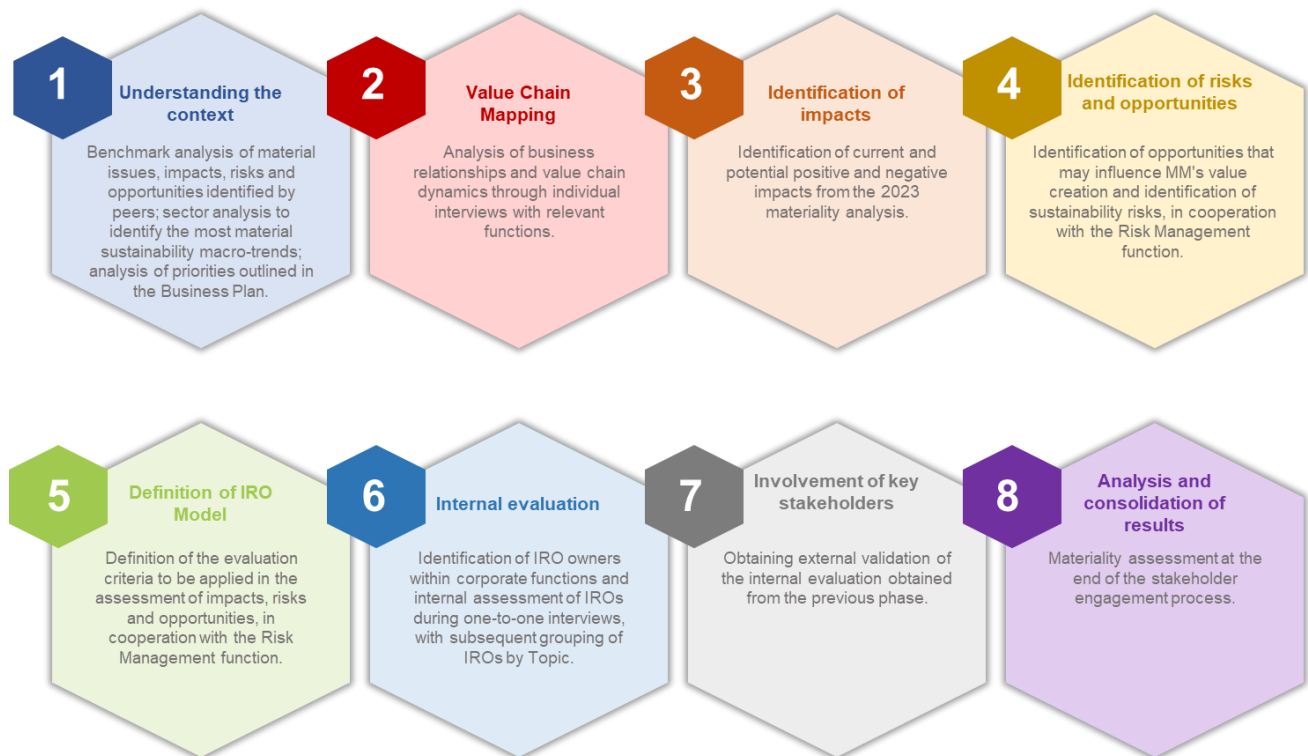 1
Understanding the
context
Benchmark analysis of material
issues, impacts, risks and
opportunities identified by
peers; sector analysis to
identify the most material
sustainability macro-trends;
analysis of priorities outlined in
the Business Plan.
2
Value Chain
Mapping
Analysis of business
relationships and value chain
dynamics through individual
interviews with relevant
functions.
3
Identification of
impacts
Identification of current and
potential positive and negative
impacts from the 2023
materiality analysis.
4
Identification of risks
and opportunities
Identification of opportunities that
may influence MM's value
creation and identification of
sustainability risks, in cooperation
with the Risk Management
function.
5
Definition of IRO
Model
Definition of the evaluation
criteria to be applied in the
assessment of impacts, risks
and opportunities, in
cooperation with the Risk
Management function.
6
Internal evaluation
Identification of IRO owners
within corporate functions and
internal assessment of IROs
during one-to-one interviews,
with subsequent grouping of
IROs by Topic.
7
Involvement of key
stakeholders
Obtaining external validation of
the internal evaluation obtained
from the previous phase.
8
Analysis and
consolidation of
results
Materiality assessment at the
end of the stakeholder
engagement process.